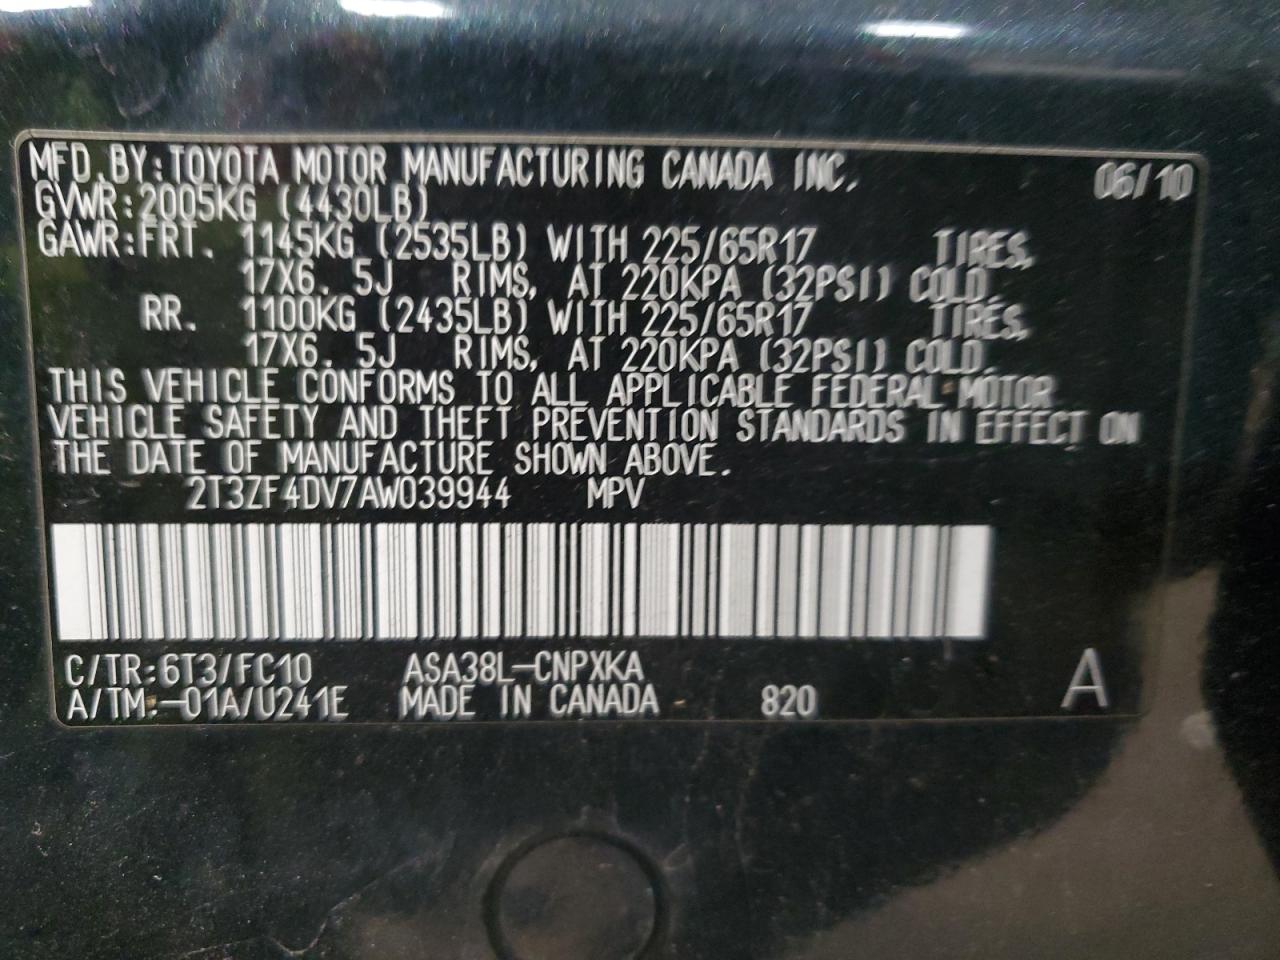 MFD. BY: TOYOTA MOTOR MANUFACTURING CANADA INC. 06/10
GVWR: 2005KG (4430LB)
GAWR: FRT. 1145KG (2535LB) WITH 225/65R17 TIRES,
17X6. 5J RIMS, AT 220KPA (32PSI) COLD.
RR. 1100KG (2435LB) WITH 225/65R17 TIRES,
17X6. 5J RIMS, AT 220KPA (32PSI) COLD.
THIS VEHICLE CONFORMS TO ALL APPLICABLE FEDERAL MOTOR
VEHICLE SAFETY AND THEFT PREVENTION STANDARDS IN EFFECT ON
THE DATE OF MANUFACTURE SHOWN ABOVE.
2T3ZF4DV7AW039944 MPV
C/TR: 6T3/FC10 ASA38L-CNPXKA
A/TM: -01A/U241E MADE IN CANADA 820 A